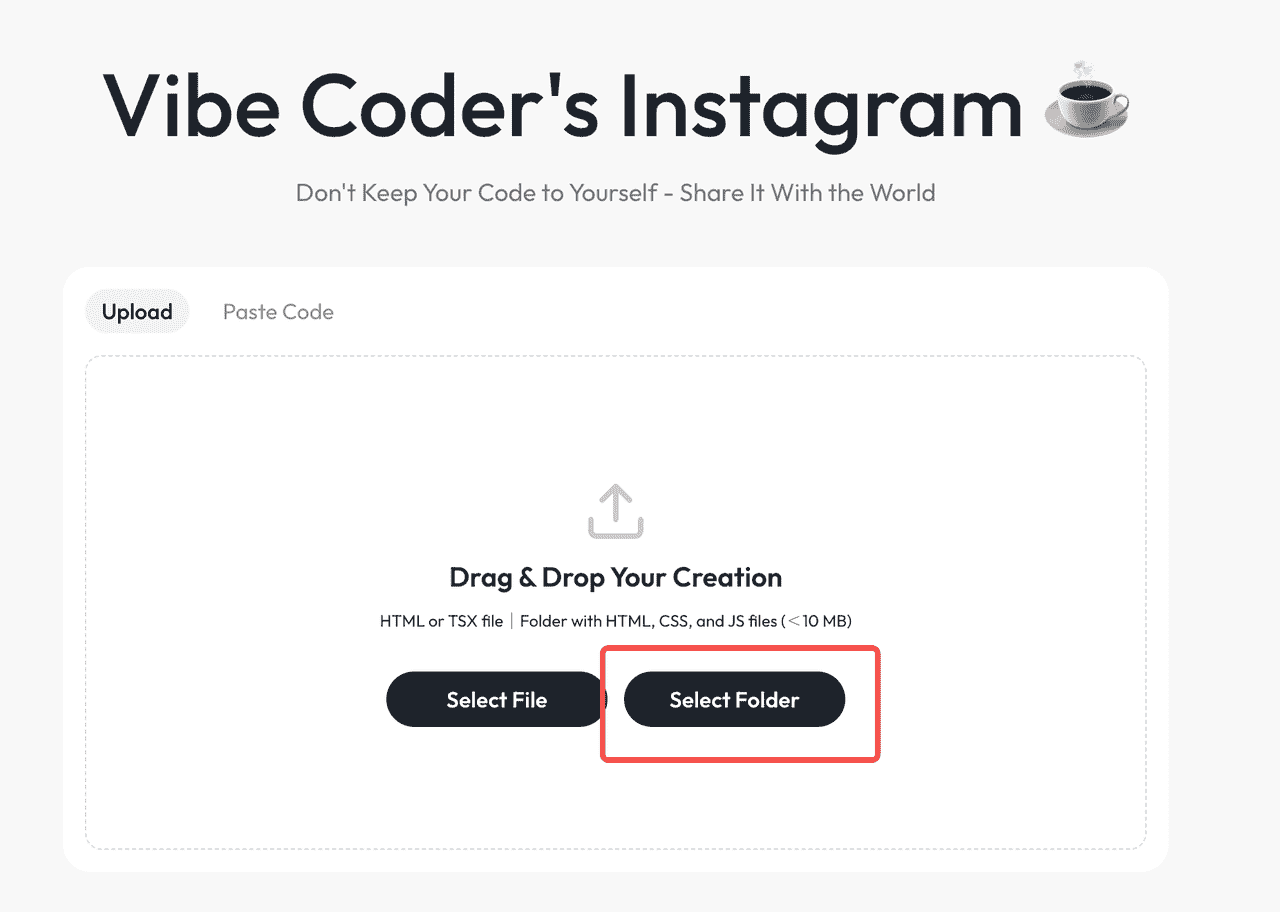 Vibe Coder's Instagram
Don't Keep Your Code to Yourself - Share It With the World
Upload Paste Code
Drag & Drop Your Creation
HTML or TSX file | Folder with HTML, CSS, and JS files (<10 MB)
Select File Select Folder